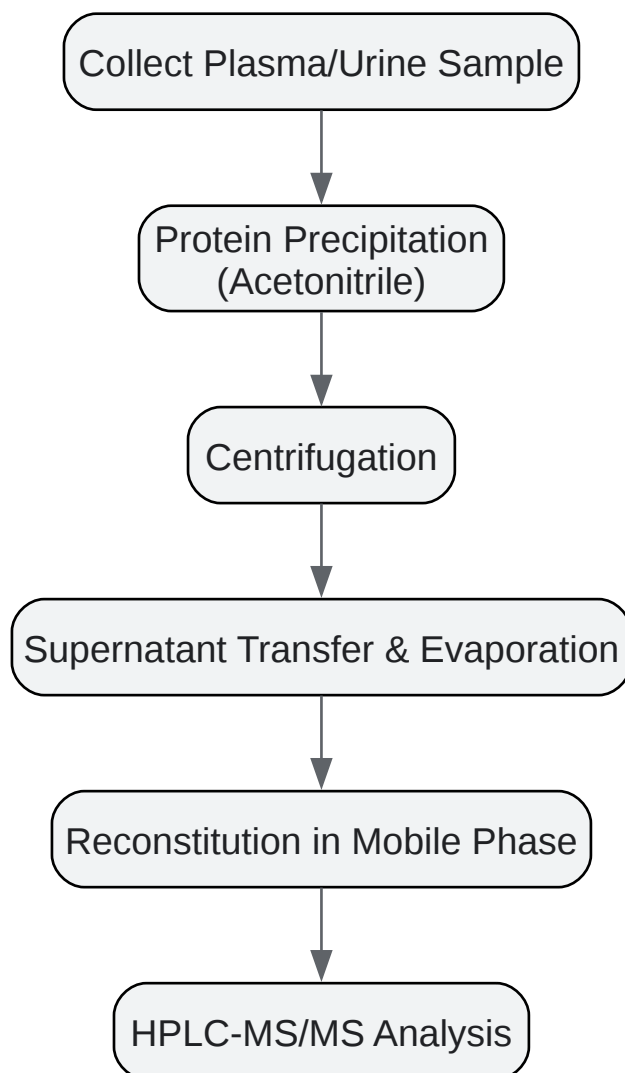 Collect Plasma/Urine Sample
Protein Precipitation
(Acetonitrile)
Centrifugation
Supernatant Transfer & Evaporation
Reconstitution in Mobile Phase
HPLC-MS/MS Analysis